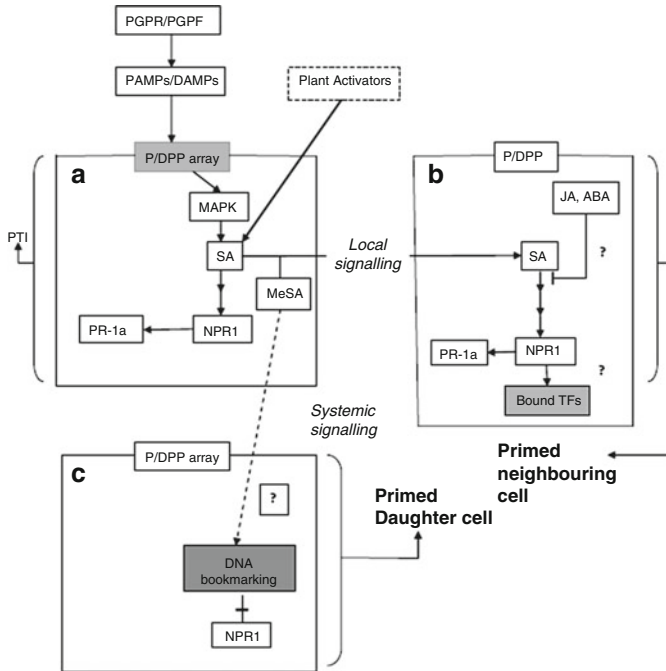 PGPR/PGPF
PAMPs/DAMPs
Plant Activators
P/DPP array
a
MAPK
SA
MeSA
NPR1
PR-1a
PTI
Local
signalling
P/DPP
b
JA, ABA
?
SA
NPR1
PR-1a
?
Bound TFs
Systemic
signalling
Primed
neighbouring
cell
P/DPP array
c
?
DNA
bookmarking
NPR1
Primed
Daughter cell